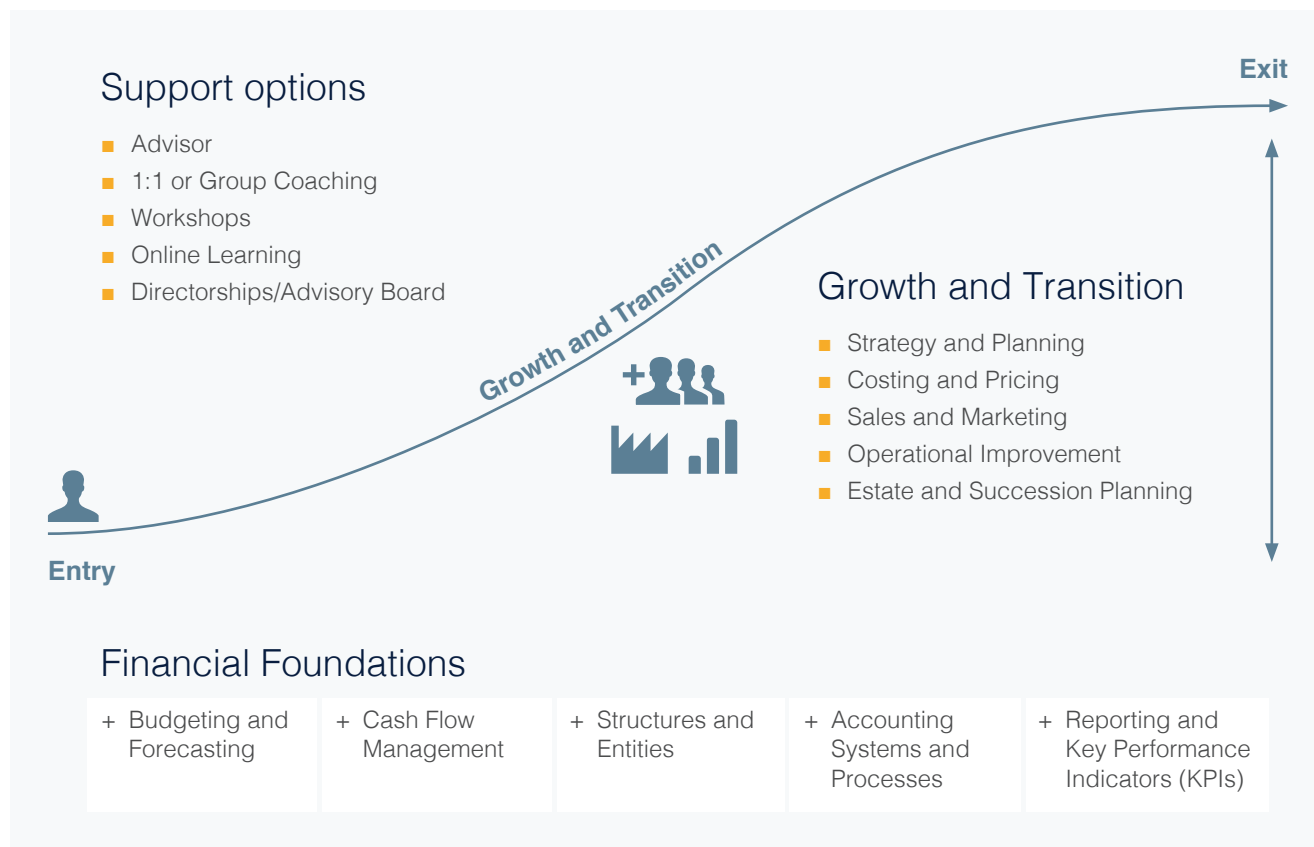 Support options
Advisor
1:1 or Group Coaching
Workshops
Online Learning
Directorships/Advisory Board
Exit
Growth and Transition
Growth and Transition
Strategy and Planning
Costing and Pricing
Sales and Marketing
Operational Improvement
Estate and Succession Planning
Entry
Financial Foundations
+ Budgeting and
Forecasting
+ Cash Flow
Management
+ Structures and
Entities
+ Accounting
Systems and
Processes
+ Reporting and
Key Performance
Indicators (KPIs)